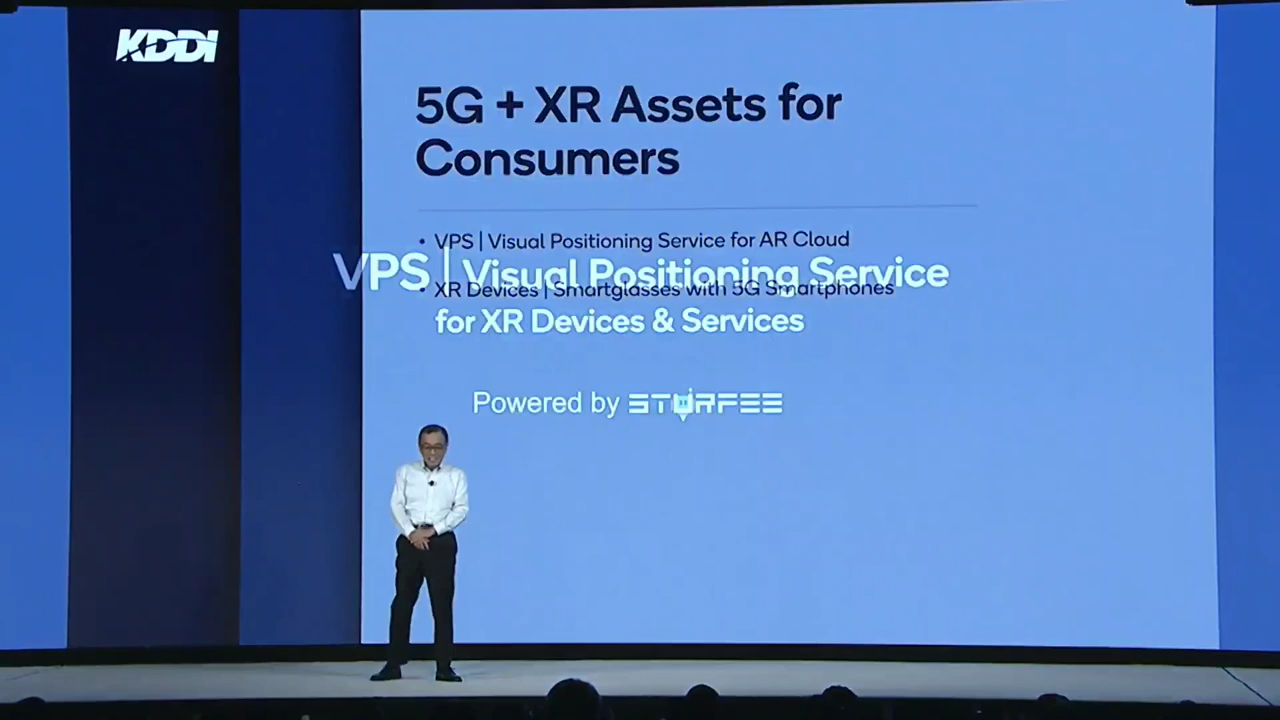 KDDI
5G + XR Assets for
Consumers
• VPS | Visual Positioning Service for AR Cloud
VPS | Visual Positioning Service
• XR Devices | Smartglasses with 5G Smartphones
for XR Devices & Services
Powered by STURFEE